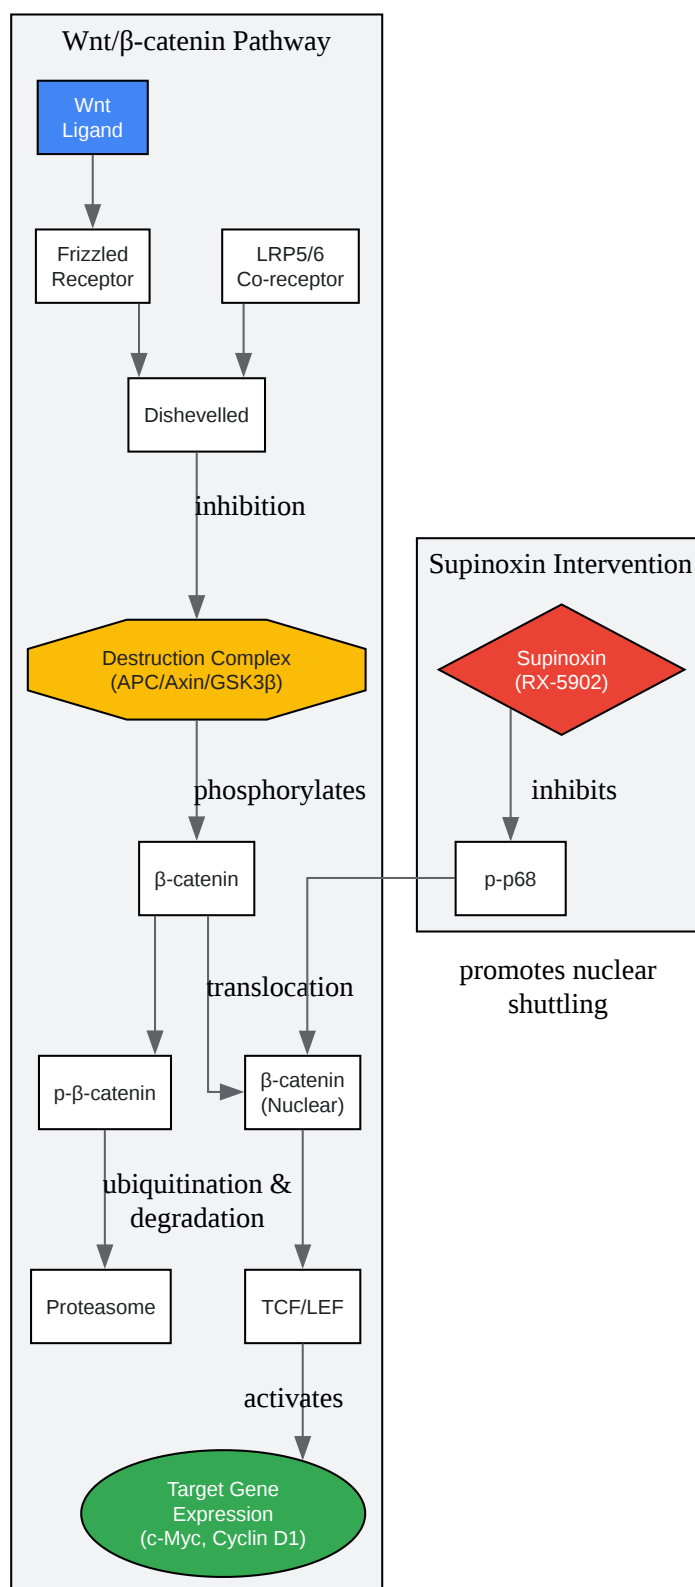 Wnt/β-catenin Pathway
Wnt
Ligand
Frizzled
Receptor
LRP5/6
Co-receptor
Dishevelled
inhibition
Destruction Complex
(APC/Axin/GSK3β)
phosphorylates
β-catenin
translocation
p-β-catenin
β-catenin
(Nuclear)
ubiquitination &
degradation
Proteasome
TCF/LEF
activates
Target Gene
Expression
(c-Myc, Cyclin D1)
Supinoxin Intervention
Supinoxin
(RX-5902)
inhibits
p-p68
promotes nuclear
shuttling